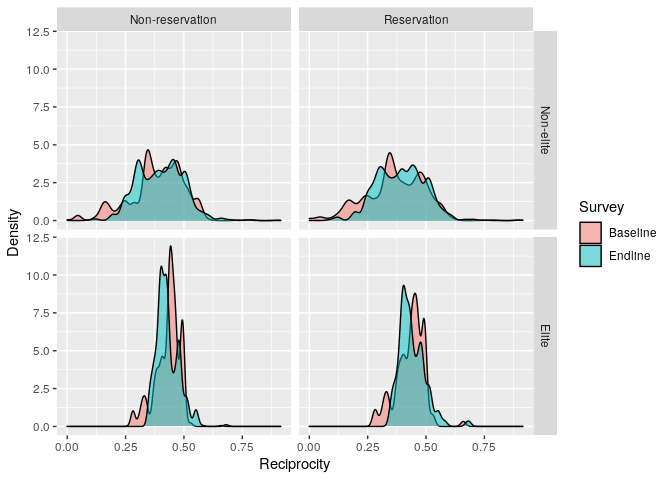 Non-reservation
Reservation
12.5
10.0
7.5
5.0
2.5
0.0
Non-elite
12.5
10.0
7.5
5.0
2.5
0.0
Elite
Density
0.00
0.25
0.50
0.75
0.00
0.25
0.50
0.75
Reciprocity
Survey
Baseline
Endline